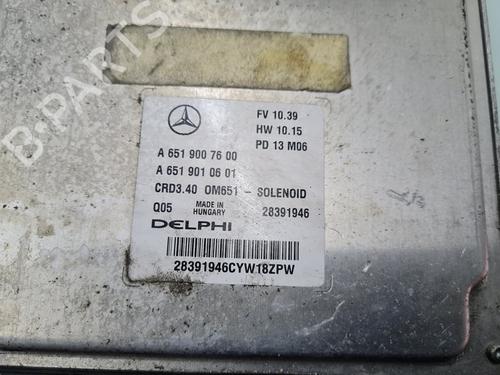 B-PARTS
FV 10.39
HW 10.15
PD 13 M06
A 651 900 76 00
A 651 901 06 01
CRD3.40 OM651 - SOLENOID
Q05 MADE IN HUNGARY 28391946
DELPHI
28391946CYW18ZPW